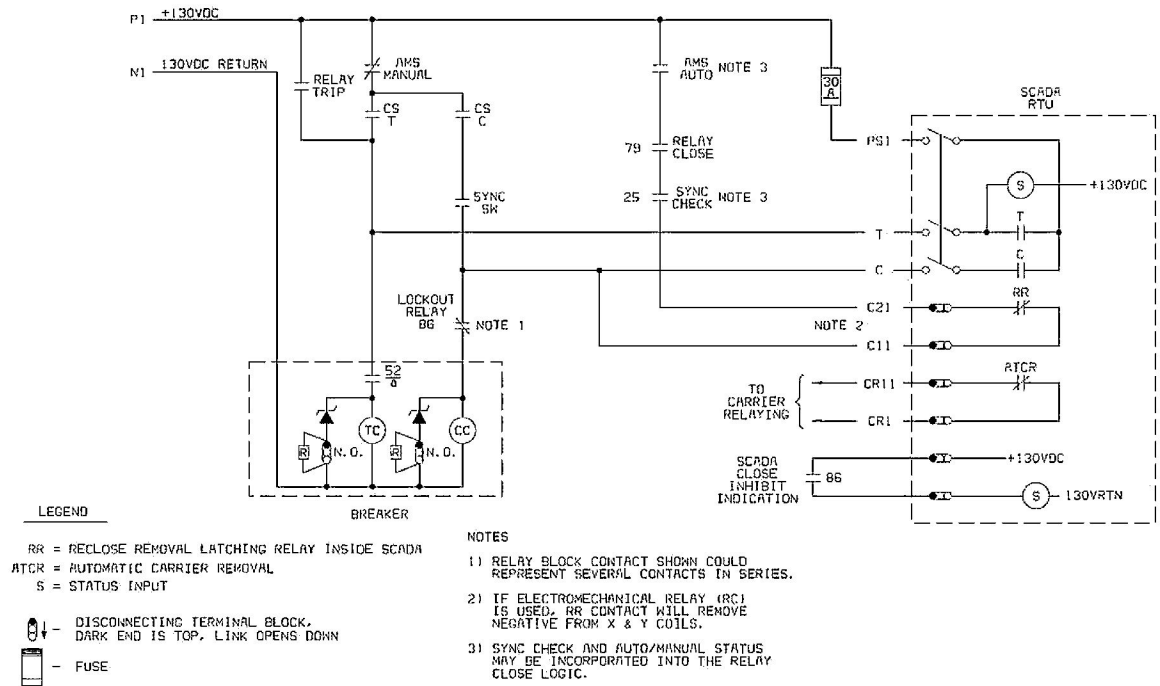 P1 +130VDC
N1 130VDC RETURN
RELAY
TRIP
AMS
MANUAL
CS
T
CS
C
SYNC
SW
AMS
AUTO NOTE 3
79 RELAY
CLOSE
25 SYNC
CHECK NOTE 3
30
A
SCADA
RTU
PS1
S
+130VDC
T
T
C
C
LOCKOUT
RELAY
86 NOTE 1
C21
RR
NOTE 2
C11
ATCR
CR11
TO
CARRIER
RELAYING
CR1
52
a
TC
CC
R
N.O.
R
N.O.
SCADA
CLOSE
INHIBIT
INDICATION
86
+130VDC
S
130VRTN
BREAKER
LEGEND
RR = RECLOSE REMOVAL LATCHING RELAY INSIDE SCADA
ATCR = AUTOMATIC CARRIER REMOVAL
S = STATUS INPUT
- DISCONNECTING TERMINAL BLOCK,
DARK END IS TOP, LINK OPENS DOWN
- FUSE
NOTES
1) RELAY BLOCK CONTACT SHOWN COULD
REPRESENT SEVERAL CONTACTS IN SERIES.
2) IF ELECTROMECHANICAL RELAY (RC)
IS USED, RR CONTACT WILL REMOVE
NEGATIVE FROM X & Y COILS.
3) SYNC CHECK AND AUTO/MANUAL STATUS
MAY BE INCORPORATED INTO THE RELAY
CLOSE LOGIC.